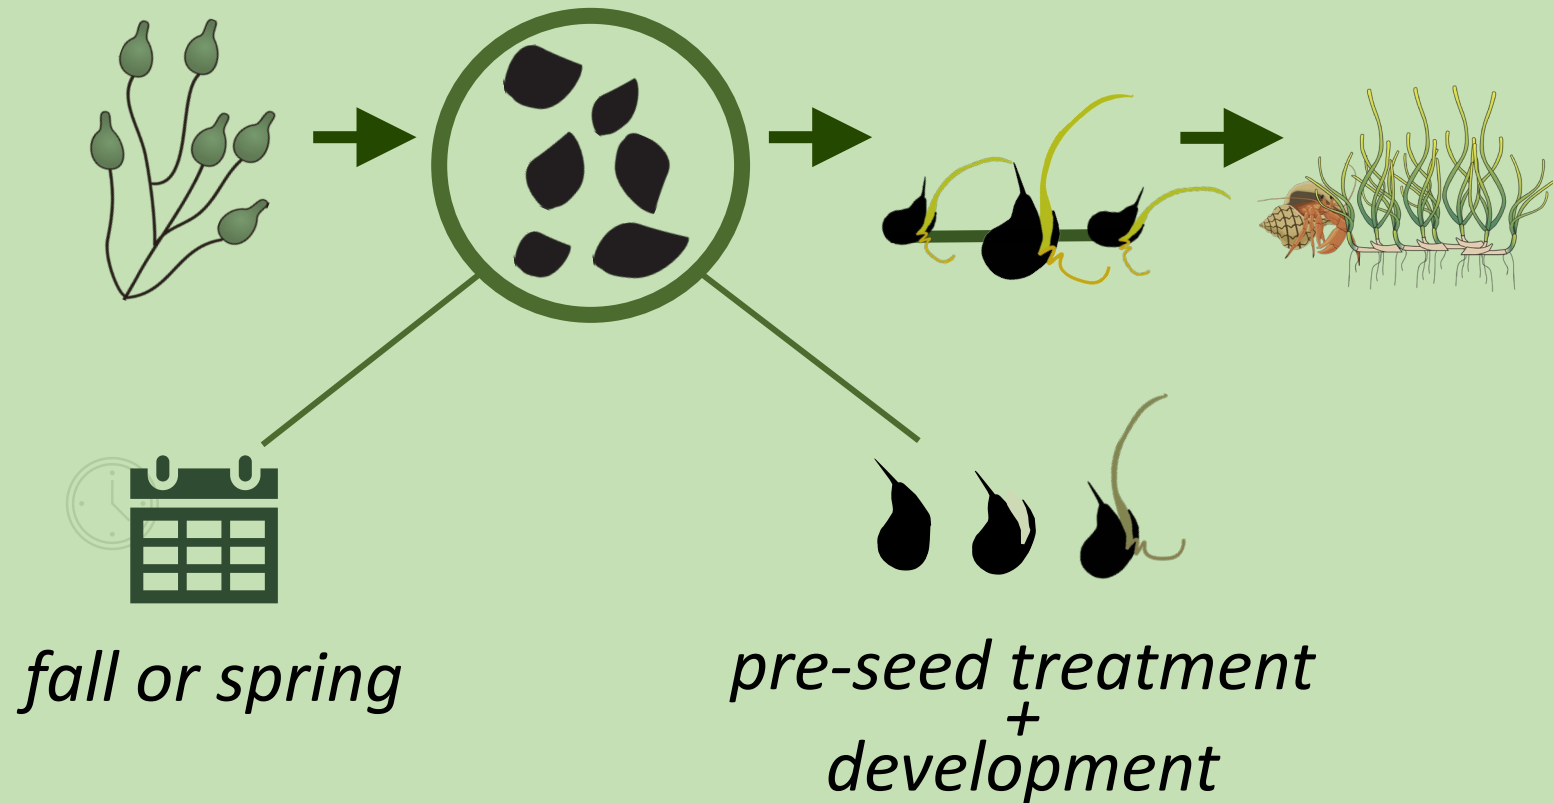 fall or spring
pre-seed treatment
+
development